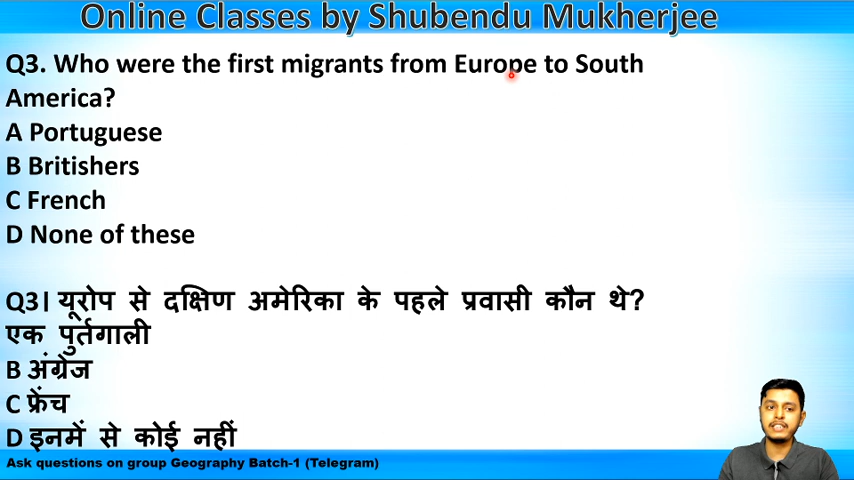 Online Classes by Shubendu Mukherjee
Q3. Who were the first migrants from Europe to South
America?
A Portuguese
B Britishers
C French
D None of these
Q3। यूरोप से दक्षिण अमेरिका के पहले प्रवासी कौन थे?
एक पुर्तगाली
B अंग्रेज
C फ्रेंच
D इनमें से कोई नहीं
Ask questions on group Geography Batch-1 (Telegram)